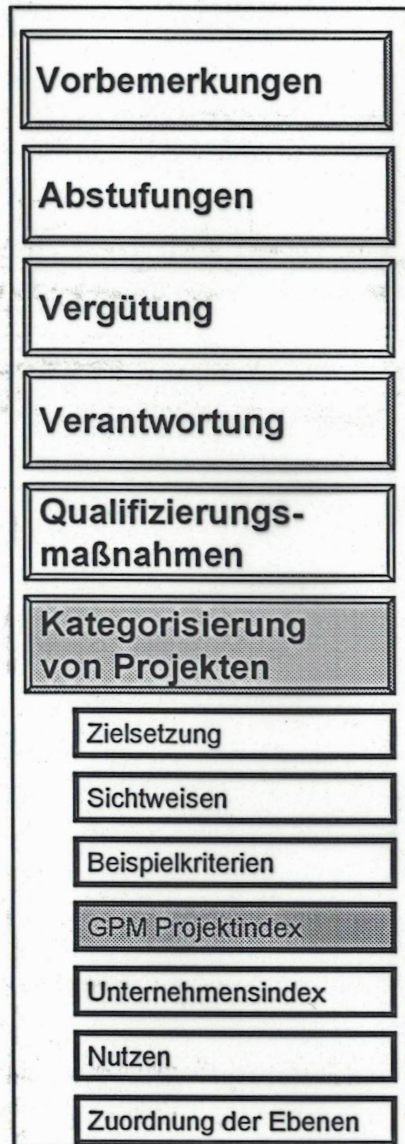 Vorbemerkungen
Abstufungen
Vergütung
Verantwortung
Qualifizierungs-
maßnahmen
Kategorisierung
von Projekten
Zielsetzung
Sichtweisen
Beispielkriterien
GPM Projektindex
Unternehmensindex
Nutzen
Zuordnung der Ebenen